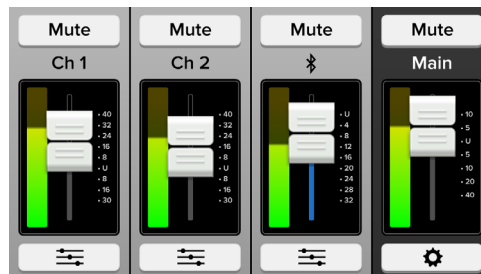 Mute Mute Mute Mute
Ch 1 Ch 2 Main
40 40 U 10
32 32 4 5
24 24 8 U
16 16 12 5
8 8 16 10
U U 20 20
8 8 24 40
16 16 28
30 30 32